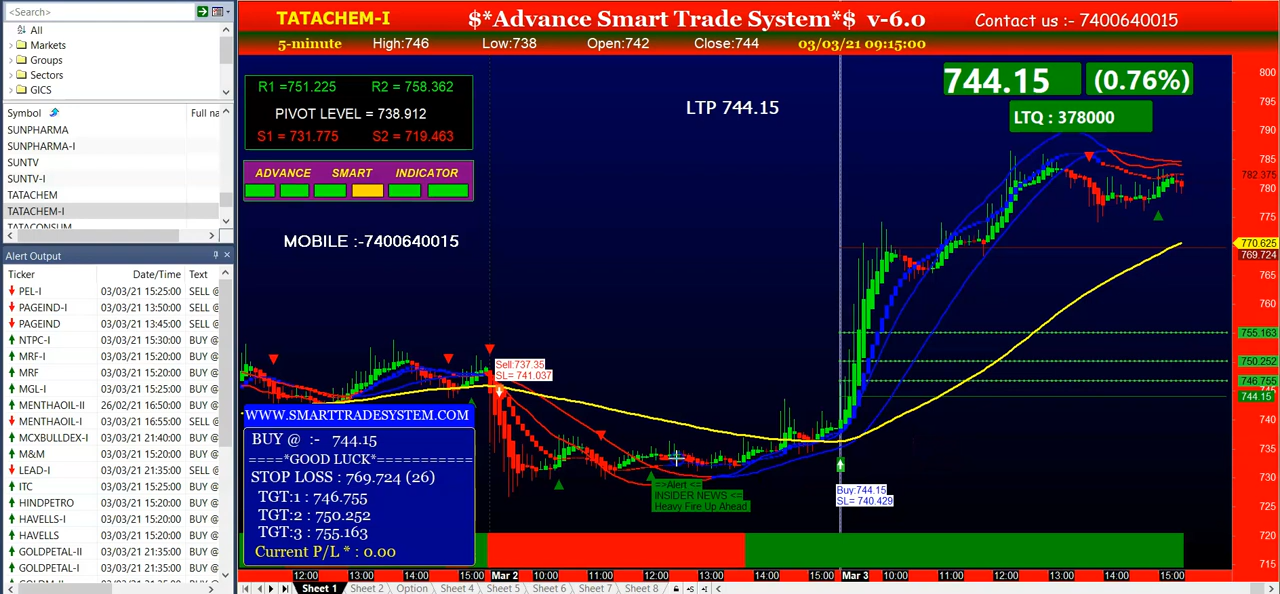 <Search>
All
Markets
Groups
Sectors
GICS
Symbol Full na
SUNPHARMA
SUNPHARMA-I
SUNTV
SUNTV-I
TATACHEM
TATACHEM-I
TATACONSUM
Alert Output
Ticker Date/Time Text
PEL-I 03/03/21 15:25:00 SELL @
PAGEIND-I 03/03/21 13:50:00 SELL @
PAGEIND 03/03/21 13:45:00 SELL @
NTPC-I 03/03/21 15:30:00 BUY @
MRF-I 03/03/21 15:20:00 BUY @
MRF 03/03/21 15:20:00 BUY @
MGL-I 03/03/21 15:25:00 BUY @
MENTHAOIL-II 26/02/21 16:50:00 BUY @
MENTHAOIL-I 03/03/21 16:55:00 SELL @
MCXBULLDEX-I 03/03/21 21:40:00 BUY @
M&M 03/03/21 15:20:00 BUY @
LEAD-I 03/03/21 21:35:00 SELL @
ITC 03/03/21 15:25:00 BUY @
HINDPETRO 03/03/21 15:20:00 BUY @
HAVELLS-I 03/03/21 15:20:00 BUY @
HAVELLS 03/03/21 15:20:00 BUY @
GOLDPETAL-II 03/03/21 21:35:00 BUY @
GOLDPETAL-I 03/03/21 21:35:00 BUY @
TATACHEM-I $*Advance Smart Trade System*$ v-6.0 Contact us :- 7400640015
5-minute High:746 Low:738 Open:742 Close:744 03/03/21 09:15:00
R1 =751.225 R2 = 758.362
PIVOT LEVEL = 738.912
S1 = 731.775 S2 = 719.463
ADVANCE SMART INDICATOR
MOBILE :-7400640015
LTP 744.15
744.15 (0.76%)
LTQ : 378000
Sell:737.35
SL= 741.037
WWW.SMARTTRADESYSTEM.COM
BUY @ :- 744.15
====*GOOD LUCK*============
STOP LOSS : 769.724 (26)
TGT:1 : 746.755
TGT:2 : 750.252
TGT:3 : 755.163
Current P/L * : 0.00
=>Alert <=
INSIDER NEWS <=
Heavy Fire Up Ahead
Buy:744.15
SL= 740.429
800
795
790
785
782.375
780
775
770.625
769.724
765
760
755.163
750.252
746.755
745
744.15
740
735
730
725
720
715
12:00 13:00 14:00 15:00 Mar 2 10:00 11:00 12:00 13:00 14:00 15:00 Mar 3 10:00 11:00 12:00 13:00 14:00 15:00
Sheet 1 Sheet 2 Option Sheet 4 Sheet 5 Sheet 6 Sheet 7 Sheet 8